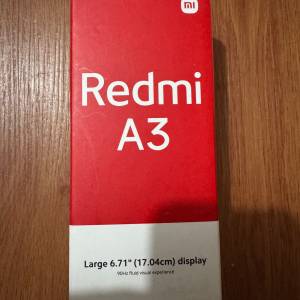 mi
Redmi
A3
Large 6.71" (17.04cm) display
90Hz fluid visual experience